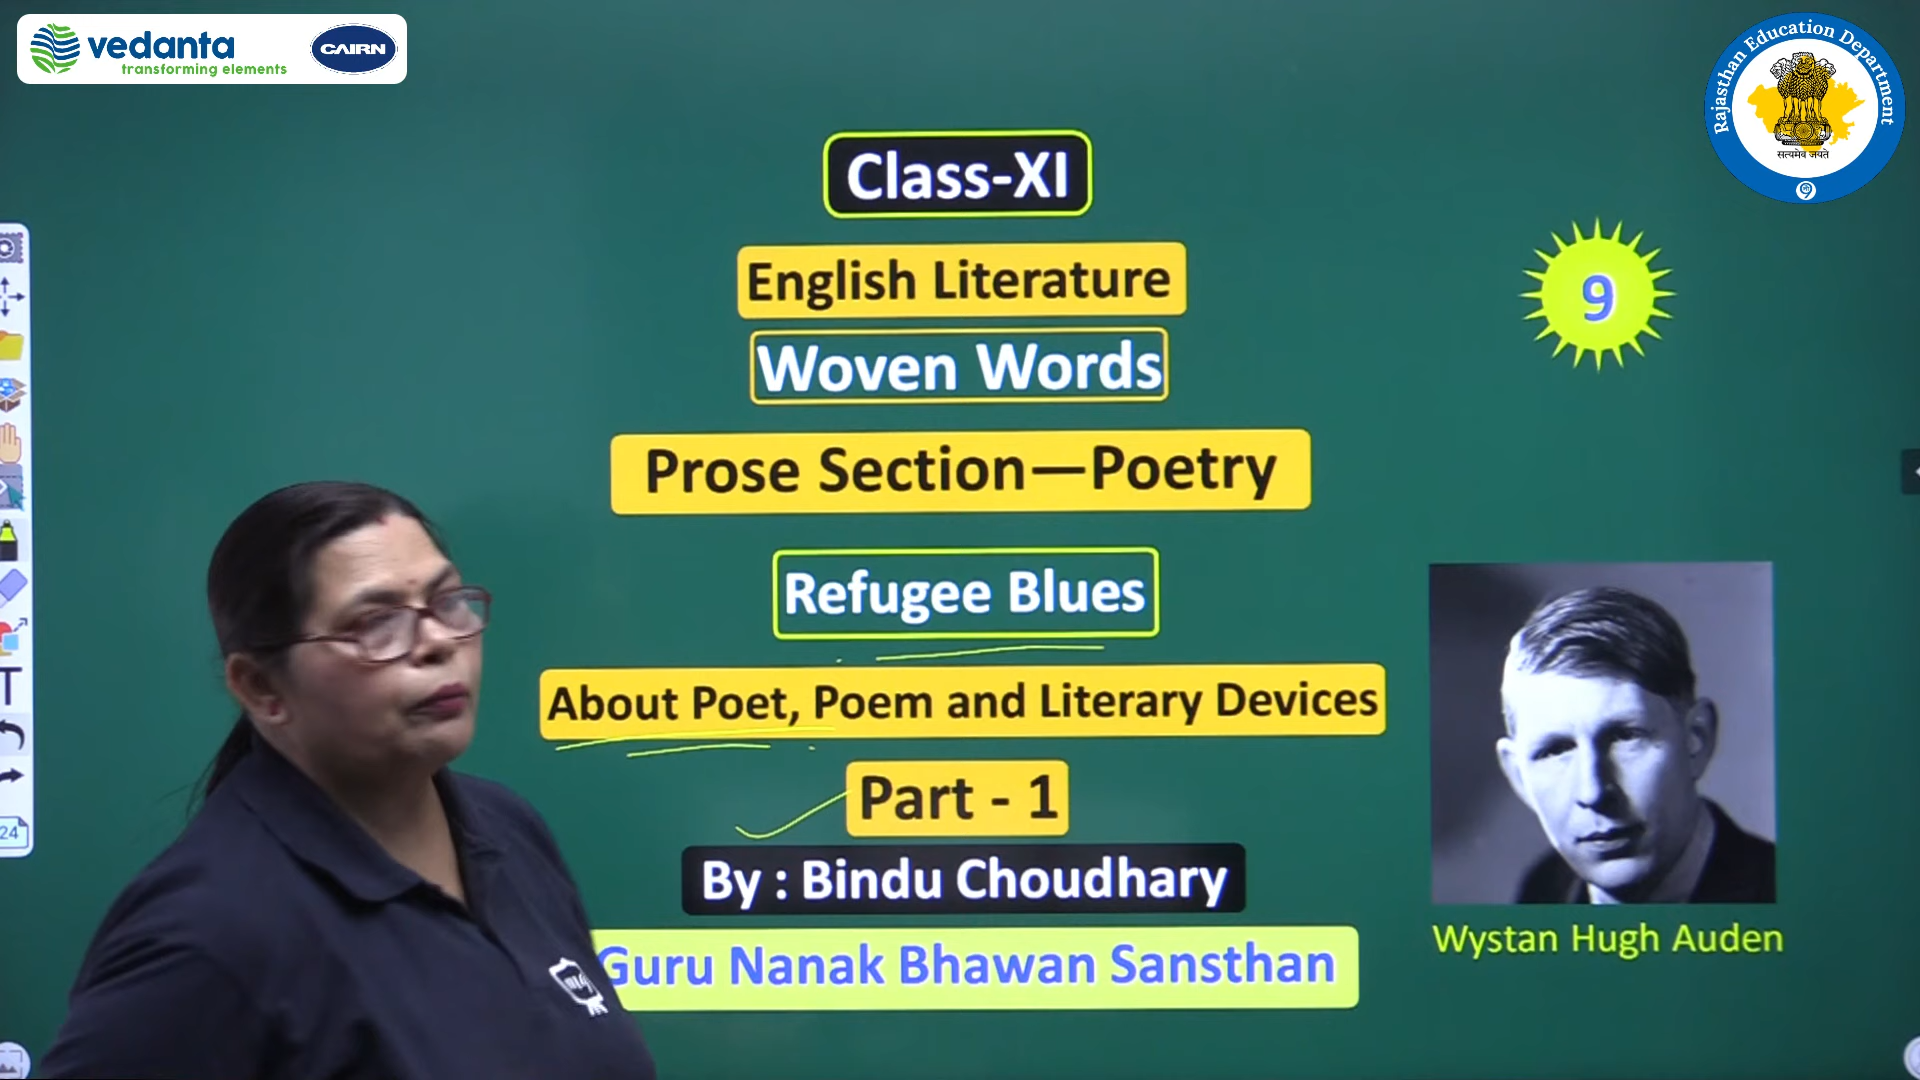 vedanta
transforming elements
CAIRN
Rajasthan Education Department
सत्यमेव जयते
Class-XI
English Literature
9
Woven Words
Prose Section—Poetry
Refugee Blues
About Poet, Poem and Literary Devices
Part - 1
By : Bindu Choudhary
Wystan Hugh Auden
Guru Nanak Bhawan Sansthan
T
24